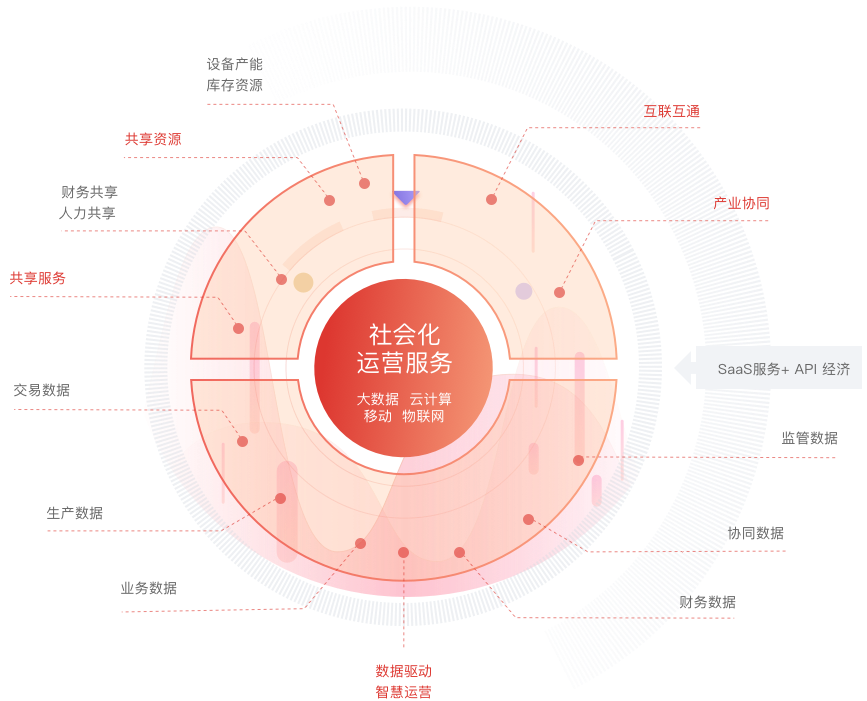 设备产能
库存资源
互联互通
共享资源
财务共享
人力共享
产业协同
共享服务
社会化
运营服务
大数据 云计算
移动 物联网
SaaS服务+ API 经济
交易数据
监管数据
生产数据
协同数据
业务数据
财务数据
数据驱动
智慧运营